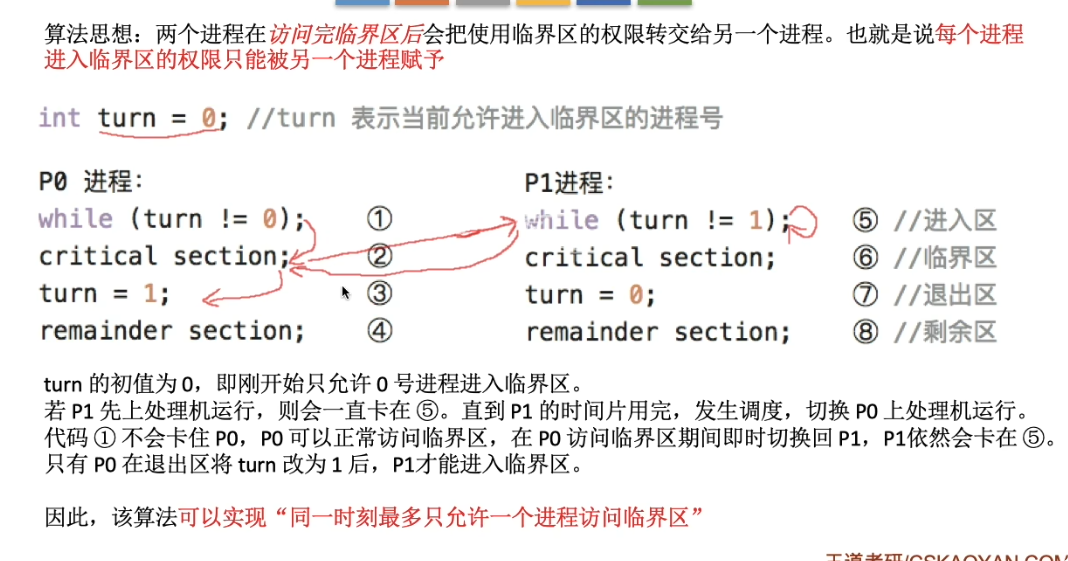 算法思想：两个进程在访问完临界区后会把使用临界区的权限转交给另一个进程。也就是说每个进程
进入临界区的权限只能被另一个进程赋予
int turn = 0; //turn 表示当前允许进入临界区的进程号
P0 进程：
while (turn != 0); ①
critical section; ②
turn = 1; ③
remainder section; ④
P1进程：
while (turn != 1); ⑤ //进入区
critical section; ⑥ //临界区
turn = 0; ⑦ //退出区
remainder section; ⑧ //剩余区
turn 的初值为 0，即刚开始只允许 0 号进程进入临界区。
若 P1 先上处理机运行，则会一直卡在 ⑤。直到 P1 的时间片用完，发生调度，切换 P0 上处理机运行。
代码 ① 不会卡住 P0，P0 可以正常访问临界区，在 P0 访问临界区期间即时切换回 P1，P1依然会卡在 ⑤。
只有 P0 在退出区将 turn 改为 1 后，P1才能进入临界区。
因此，该算法可以实现“同一时刻最多只允许一个进程访问临界区”
王道考研/CSKAOYAN.COM